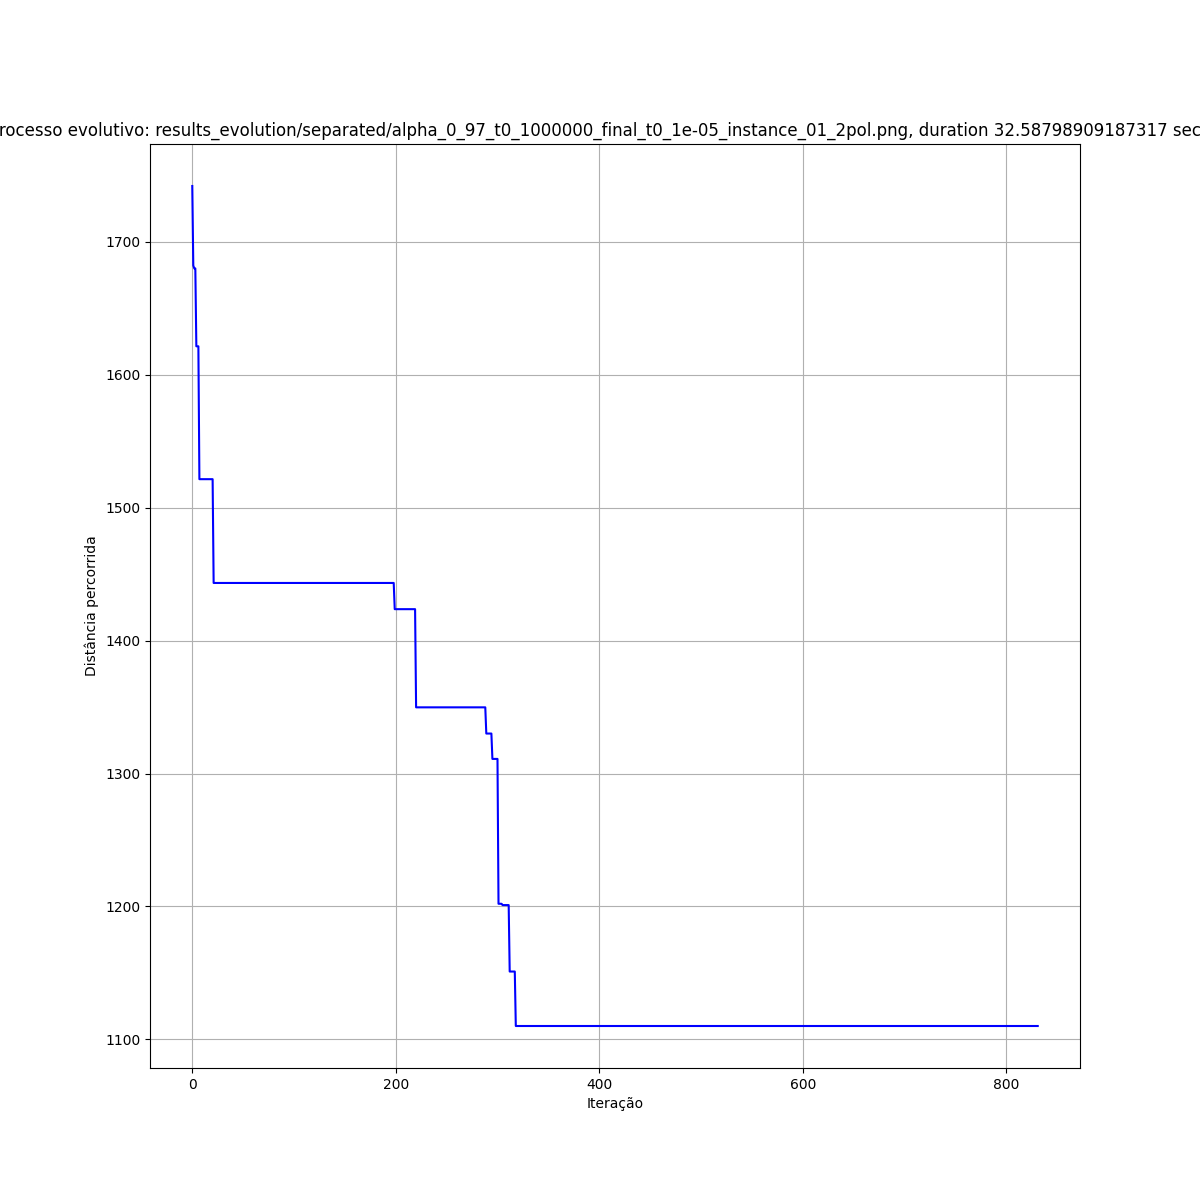 rocesso evolutivo: results_evolution/separated/alpha_0_97_t0_1000000_final_t0_1e-05_instance_01_2pol.png, duration 32.58798909187317 sec
1700
1600
1500
1400
1300
1200
1100
Distância percorrida
0 200 400 600 800
Iteração